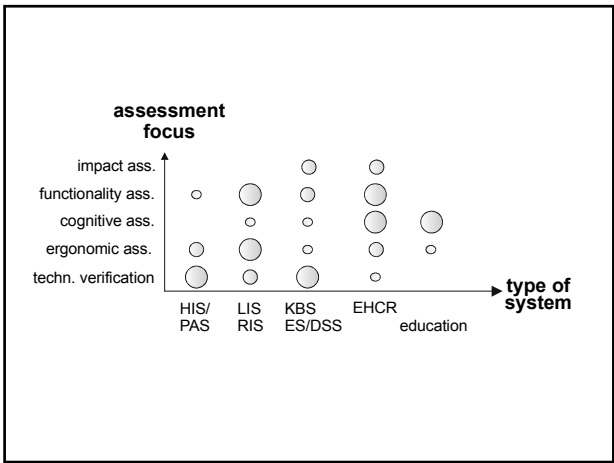 assessment
focus
impact ass.
functionality ass.
cognitive ass.
ergonomic ass.
techn. verification
type of
system
HIS/ LIS KBS EHCR
PAS RIS ES/DSS education